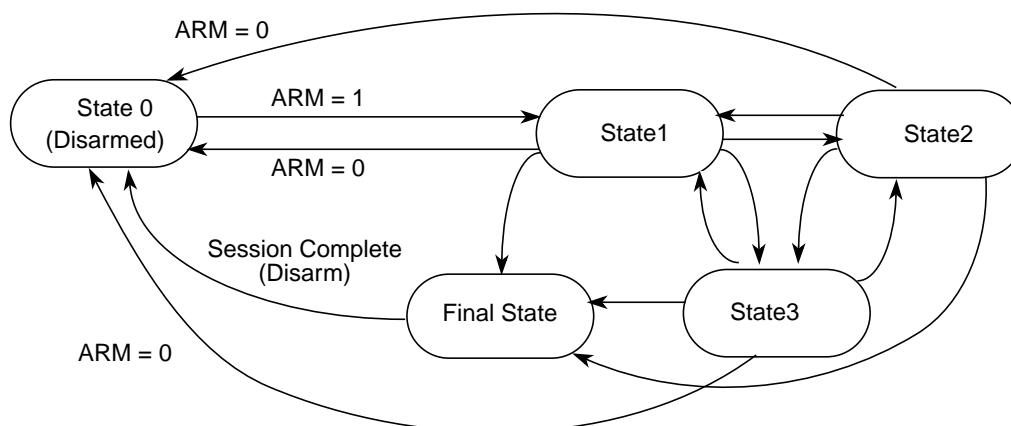 ARM = 0
State 0
(Disarmed)
ARM = 1
ARM = 0
State1
State2
Session Complete
(Disarm)
Final State
State3
ARM = 0